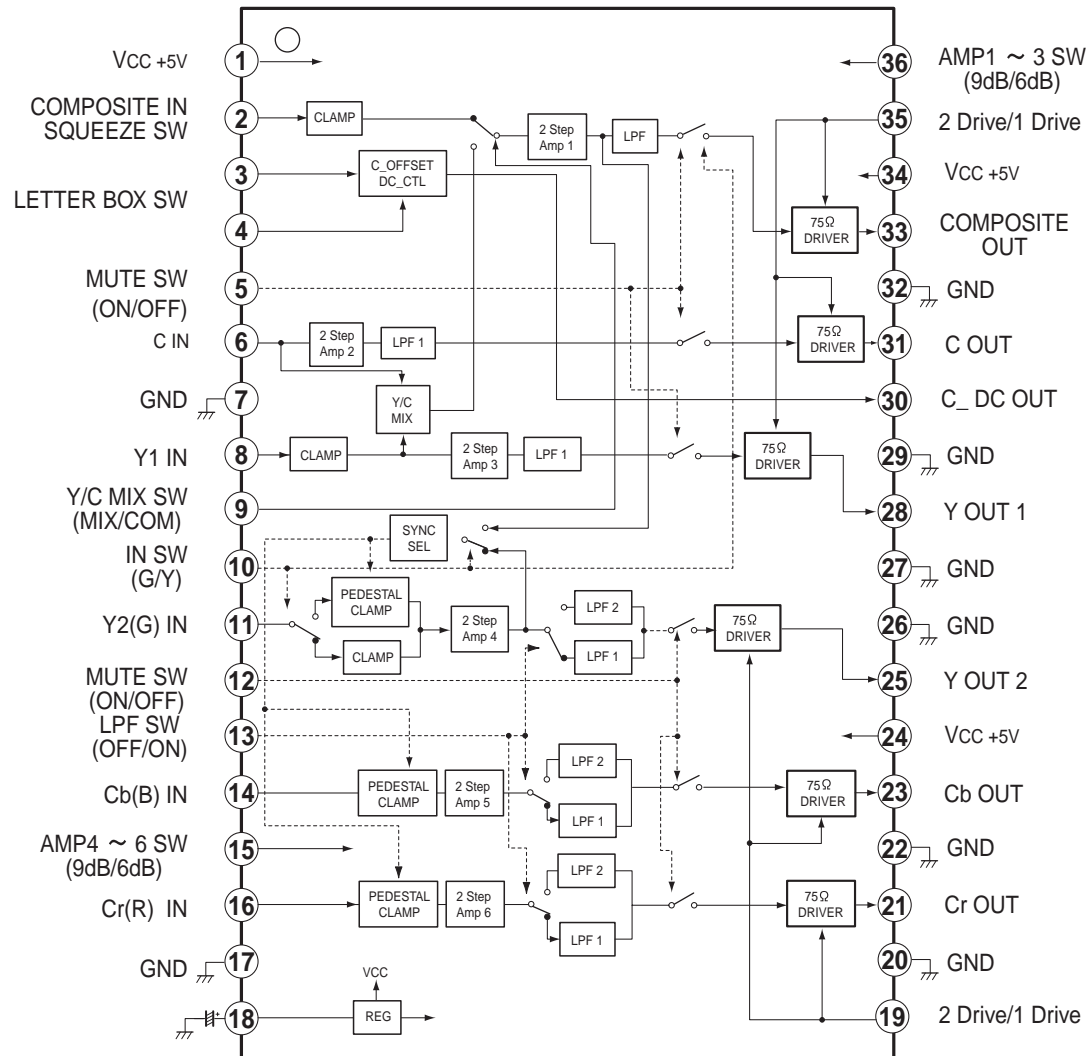 VCC +5V
1
COMPOSITE IN
SQUEEZE SW
2
3
LETTER BOX SW
4
MUTE SW
(ON/OFF)
5
C IN
6
GND
7
Y1 IN
8
Y/C MIX SW
(MIX/COM)
9
IN SW
(G/Y)
10
Y2(G) IN
11
MUTE SW
(ON/OFF)
12
LPF SW
(OFF/ON)
13
Cb(B) IN
14
AMP4 ~ 6 SW
(9dB/6dB)
15
Cr(R) IN
16
GND
17
18
CLAMP
2 Step
Amp 1
LPF
C_OFFSET
DC_CTL
75Ω
DRIVER
2 Step
Amp 2
LPF 1
75Ω
DRIVER
Y/C
MIX
CLAMP
2 Step
Amp 3
LPF 1
75Ω
DRIVER
SYNC
SEL
PEDESTAL
CLAMP
CLAMP
2 Step
Amp 4
LPF 2
LPF 1
75Ω
DRIVER
PEDESTAL
CLAMP
2 Step
Amp 5
LPF 2
LPF 1
75Ω
DRIVER
PEDESTAL
CLAMP
2 Step
Amp 6
LPF 2
LPF 1
75Ω
DRIVER
VCC
REG
+
36
AMP1 ~ 3 SW
(9dB/6dB)
35
2 Drive/1 Drive
34
VCC +5V
33
COMPOSITE
OUT
32
GND
31
C OUT
30
C_ DC OUT
29
GND
28
Y OUT 1
27
GND
26
GND
25
Y OUT 2
24
VCC +5V
23
Cb OUT
22
GND
21
Cr OUT
20
GND
19
2 Drive/1 Drive